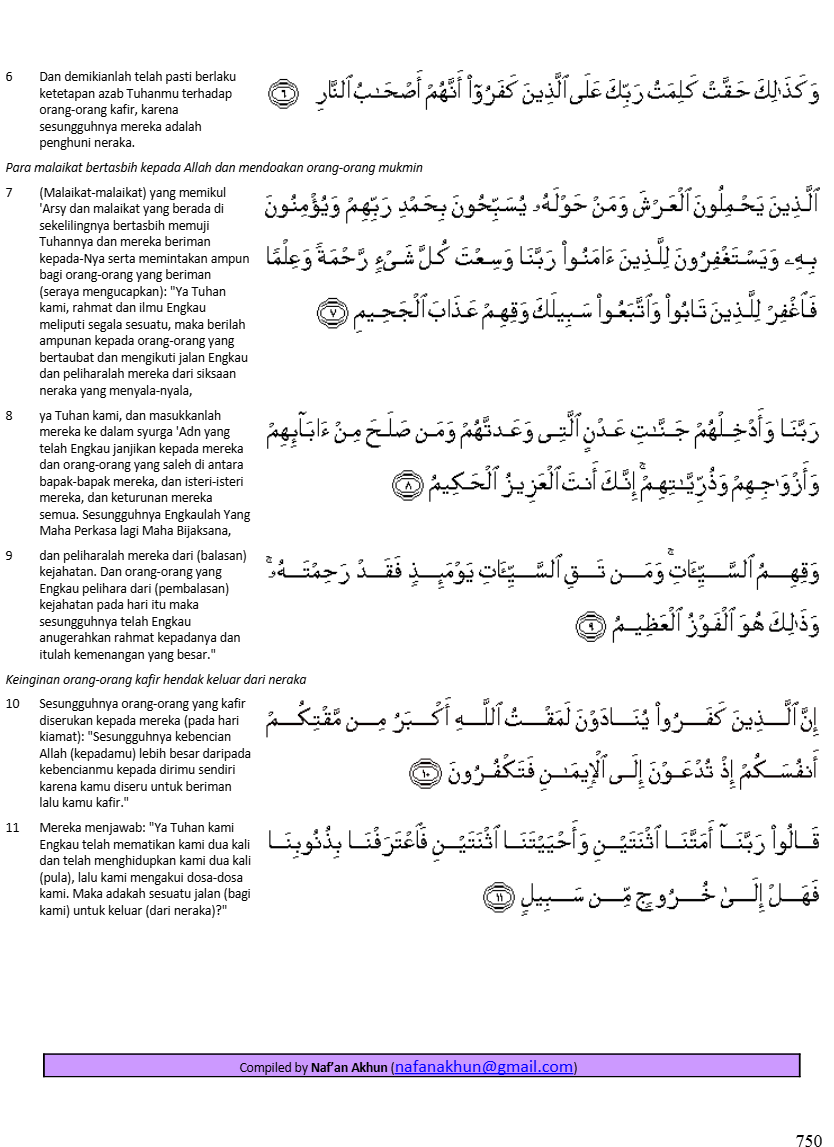 6 Dan demikianlah telah pasti berlaku
ketetapan azab Tuhanmu terhadap
orang-orang kafir, karena
sesungguhnya mereka adalah
penghuni neraka.
وَكَذَٰلِكَ حَقَّتْ كَلِمَتُ رَبِّكَ عَلَى ٱلَّذِينَ كَفَرُوٓا۟ أَنَّهُمْ أَصْحَـٰبُ ٱلنَّارِ ٦
Para malaikat bertasbih kepada Allah dan mendoakan orang-orang mukmin
7 (Malaikat-malaikat) yang memikul
'Arsy dan malaikat yang berada di
sekelilingnya bertasbih memuji
Tuhannya dan mereka beriman
kepada-Nya serta memintakan ampun
bagi orang-orang yang beriman
(seraya mengucapkan): "Ya Tuhan
kami, rahmat dan ilmu Engkau
meliputi segala sesuatu, maka berilah
ampunan kepada orang-orang yang
bertaubat dan mengikuti jalan Engkau
dan peliharalah mereka dari siksaan
neraka yang menyala-nyala,
ٱلَّذِينَ يَحْمِلُونَ ٱلْعَرْشَ وَمَنْ حَوْلَهُۥ يُسَبِّحُونَ بِحَمْدِ رَبِّهِمْ وَيُؤْمِنُونَ
بِهِۦ وَيَسْتَغْفِرُونَ لِلَّذِينَ ءَامَنُوا۟ رَبَّنَا وَسِعْتَ كُلَّ شَىْءٍ رَّحْمَةً وَعِلْمًا
فَٱغْفِرْ لِلَّذِينَ تَابُوا۟ وَٱتَّبَعُوا۟ سَبِيلَكَ وَقِهِمْ عَذَابَ ٱلْجَحِيمِ ٧
8 ya Tuhan kami, dan masukkanlah
mereka ke dalam syurga 'Adn yang
telah Engkau janjikan kepada mereka
dan orang-orang yang saleh di antara
bapak-bapak mereka, dan isteri-isteri
mereka, dan keturunan mereka
semua. Sesungguhnya Engkaulah Yang
Maha Perkasa lagi Maha Bijaksana,
رَبَّنَا وَأَدْخِلْهُمْ جَنَّـٰتِ عَدْنٍ ٱلَّتِى وَعَدتَّهُمْ وَمَن صَلَحَ مِنْ ءَابَآئِهِمْ
وَأَزْوَٰجِهِمْ وَذُرِّيَّـٰتِهِمْ ۚ إِنَّكَ أَنتَ ٱلْعَزِيزُ ٱلْحَكِيمُ ٨
9 dan peliharalah mereka dari (balasan)
kejahatan. Dan orang-orang yang
Engkau pelihara dari (pembalasan)
kejahatan pada hari itu maka
sesungguhnya telah Engkau
anugerahkan rahmat kepadanya dan
itulah kemenangan yang besar."
وَقِهِمُ ٱلسَّيِّـَٔاتِ ۚ وَمَن تَقِ ٱلسَّيِّـَٔاتِ يَوْمَئِذٍ فَقَدْ رَحِمْتَهُۥ ۚ
وَذَٰلِكَ هُوَ ٱلْفَوْزُ ٱلْعَظِيمُ ٩
Keinginan orang-orang kafir hendak keluar dari neraka
10 Sesungguhnya orang-orang yang kafir
diserukan kepada mereka (pada hari
kiamat): "Sesungguhnya kebencian
Allah (kepadamu) lebih besar daripada
kebencianmu kepada dirimu sendiri
karena kamu diseru untuk beriman
lalu kamu kafir."
إِنَّ ٱلَّذِينَ كَفَرُوا۟ يُنَادَوْنَ لَمَقْتُ ٱللَّهِ أَكْبَرُ مِن مَّقْتِكُمْ
أَنفُسَكُمْ إِذْ تُدْعَوْنَ إِلَى ٱلْإِيمَـٰنِ فَتَكْفُرُونَ ١٠
11 Mereka menjawab: "Ya Tuhan kami
Engkau telah mematikan kami dua kali
dan telah menghidupkan kami dua kali
(pula), lalu kami mengakui dosa-dosa
kami. Maka adakah sesuatu jalan (bagi
kami) untuk keluar (dari neraka)?"
قَالُوا۟ رَبَّنَآ أَمَتَّنَا ٱثْنَتَيْنِ وَأَحْيَيْتَنَا ٱثْنَتَيْنِ فَٱعْتَرَفْنَا بِذُنُوبِنَا
فَهَلْ إِلَىٰ خُرُوجٍ مِّن سَبِيلٍ ١١
Compiled by Naf'an Akhun (nafanakhun@gmail.com)
750